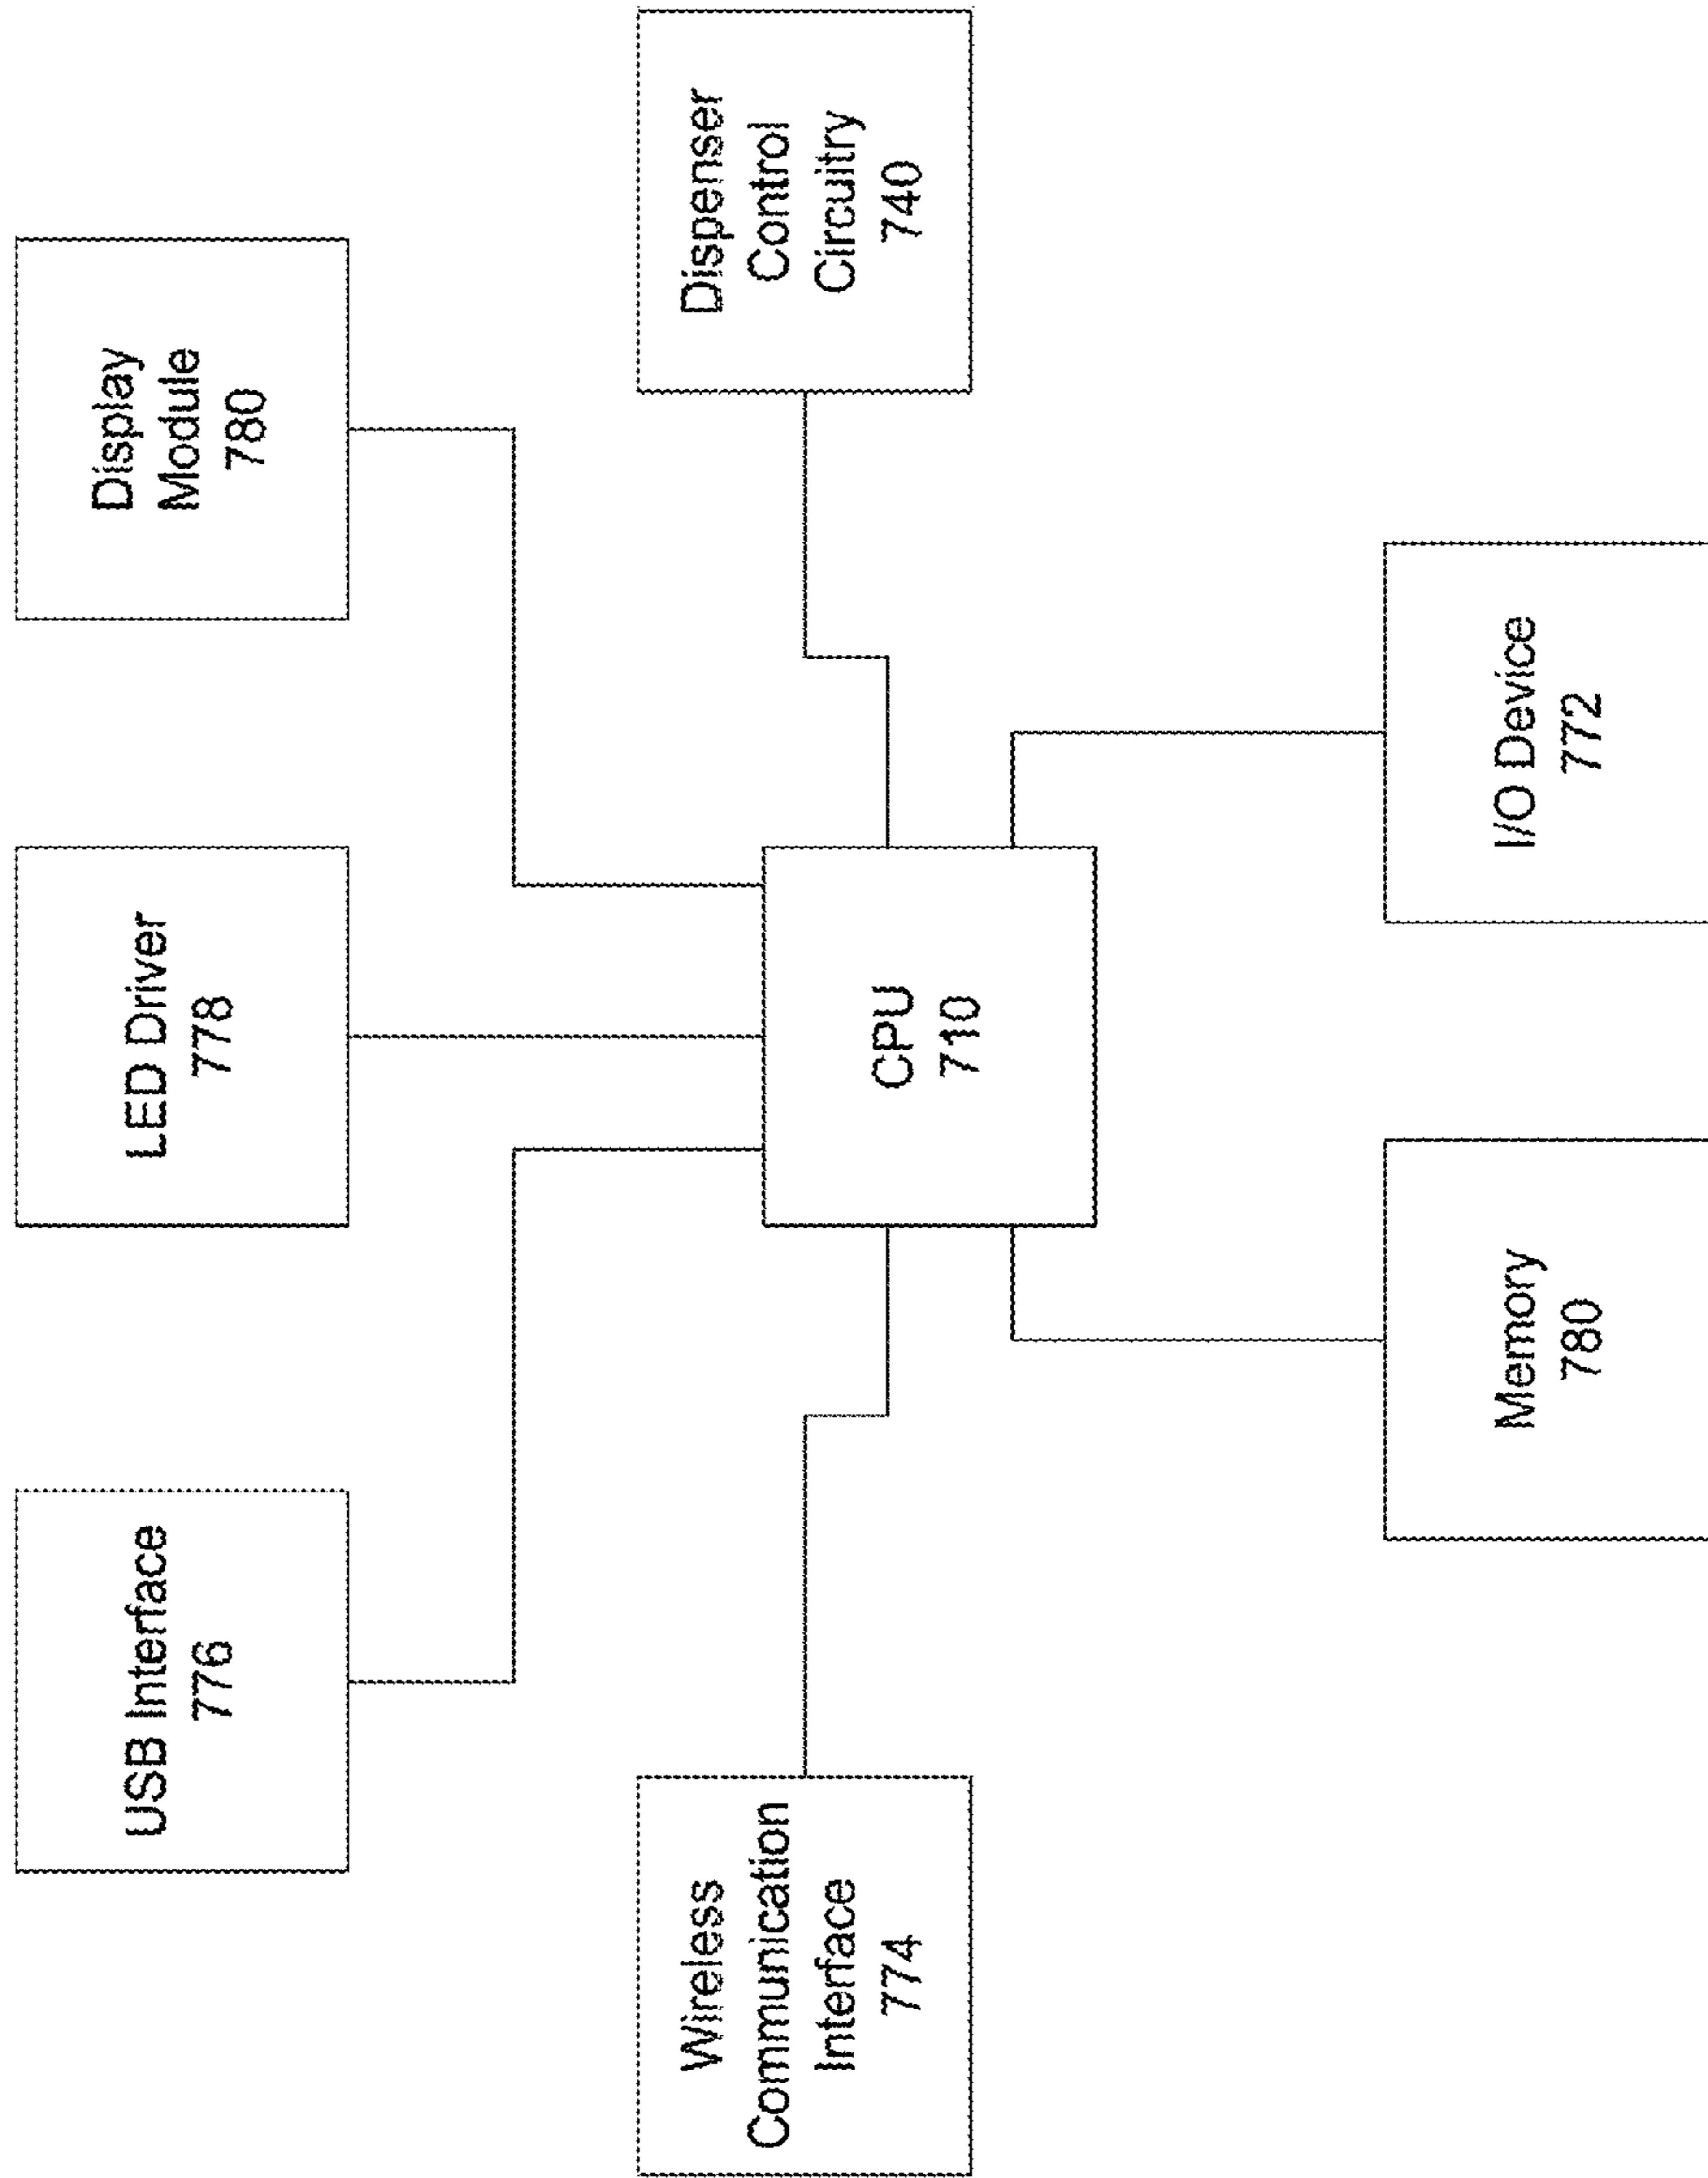 USB Interface
776
LED Driver
778
Display
Module
780
Wireless
Communication
Interface
774
CPU
710
Dispenser
Control
Circuitry
740
Memory
780
I/O Device
772